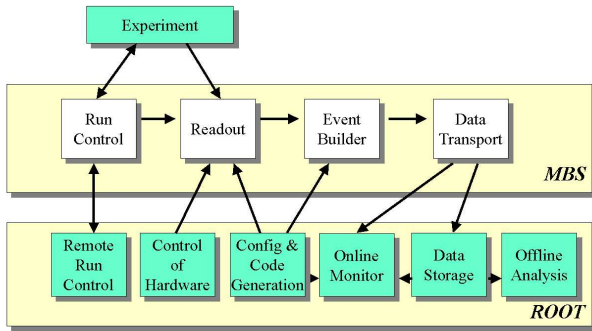 Experiment
Run
Control
Readout
Event
Builder
Data
Transport
MBS
Remote
Run
Control
Control
of
Hardware
Config &
Code
Generation
Online
Monitor
Data
Storage
Offline
Analysis
ROOT